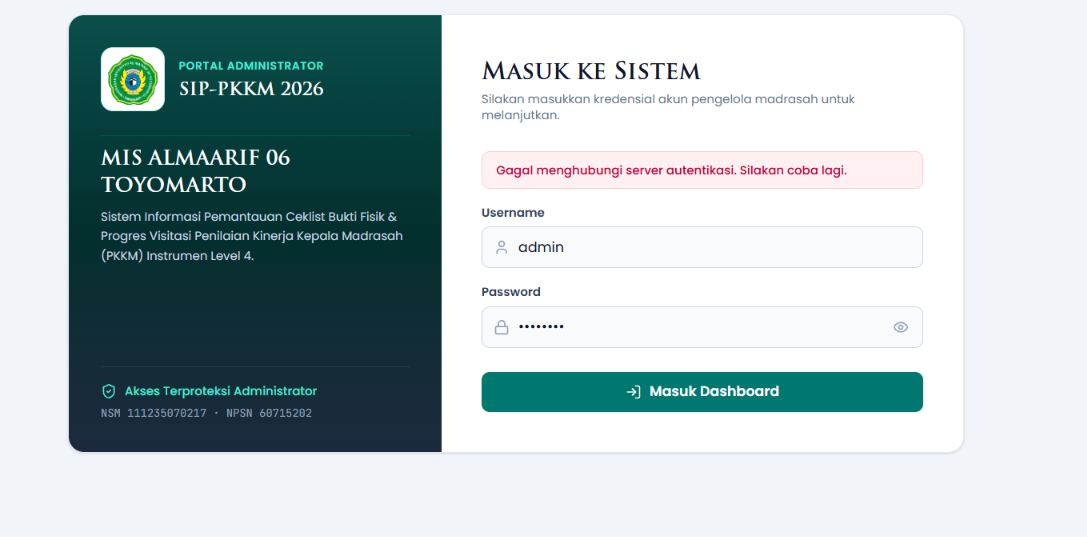 PORTAL ADMINISTRATOR
SIP-PKKM 2026
MIS ALMAARIF 06
TOYOMARTO
Sistem Informasi Pemantauan Ceklist Bukti Fisik &
Progres Visitasi Penilaian Kinerja Kepala Madrasah
(PKKM) Instrumen Level 4.
Akses Terproteksi Administrator
NSM 111235070217 · NPSN 60715202
Masuk ke Sistem
Silakan masukkan kredensial akun pengelola madrasah untuk
melanjutkan.
Gagal menghubungi server autentikasi. Silakan coba lagi.
Username
admin
Password
••••••••
Masuk Dashboard